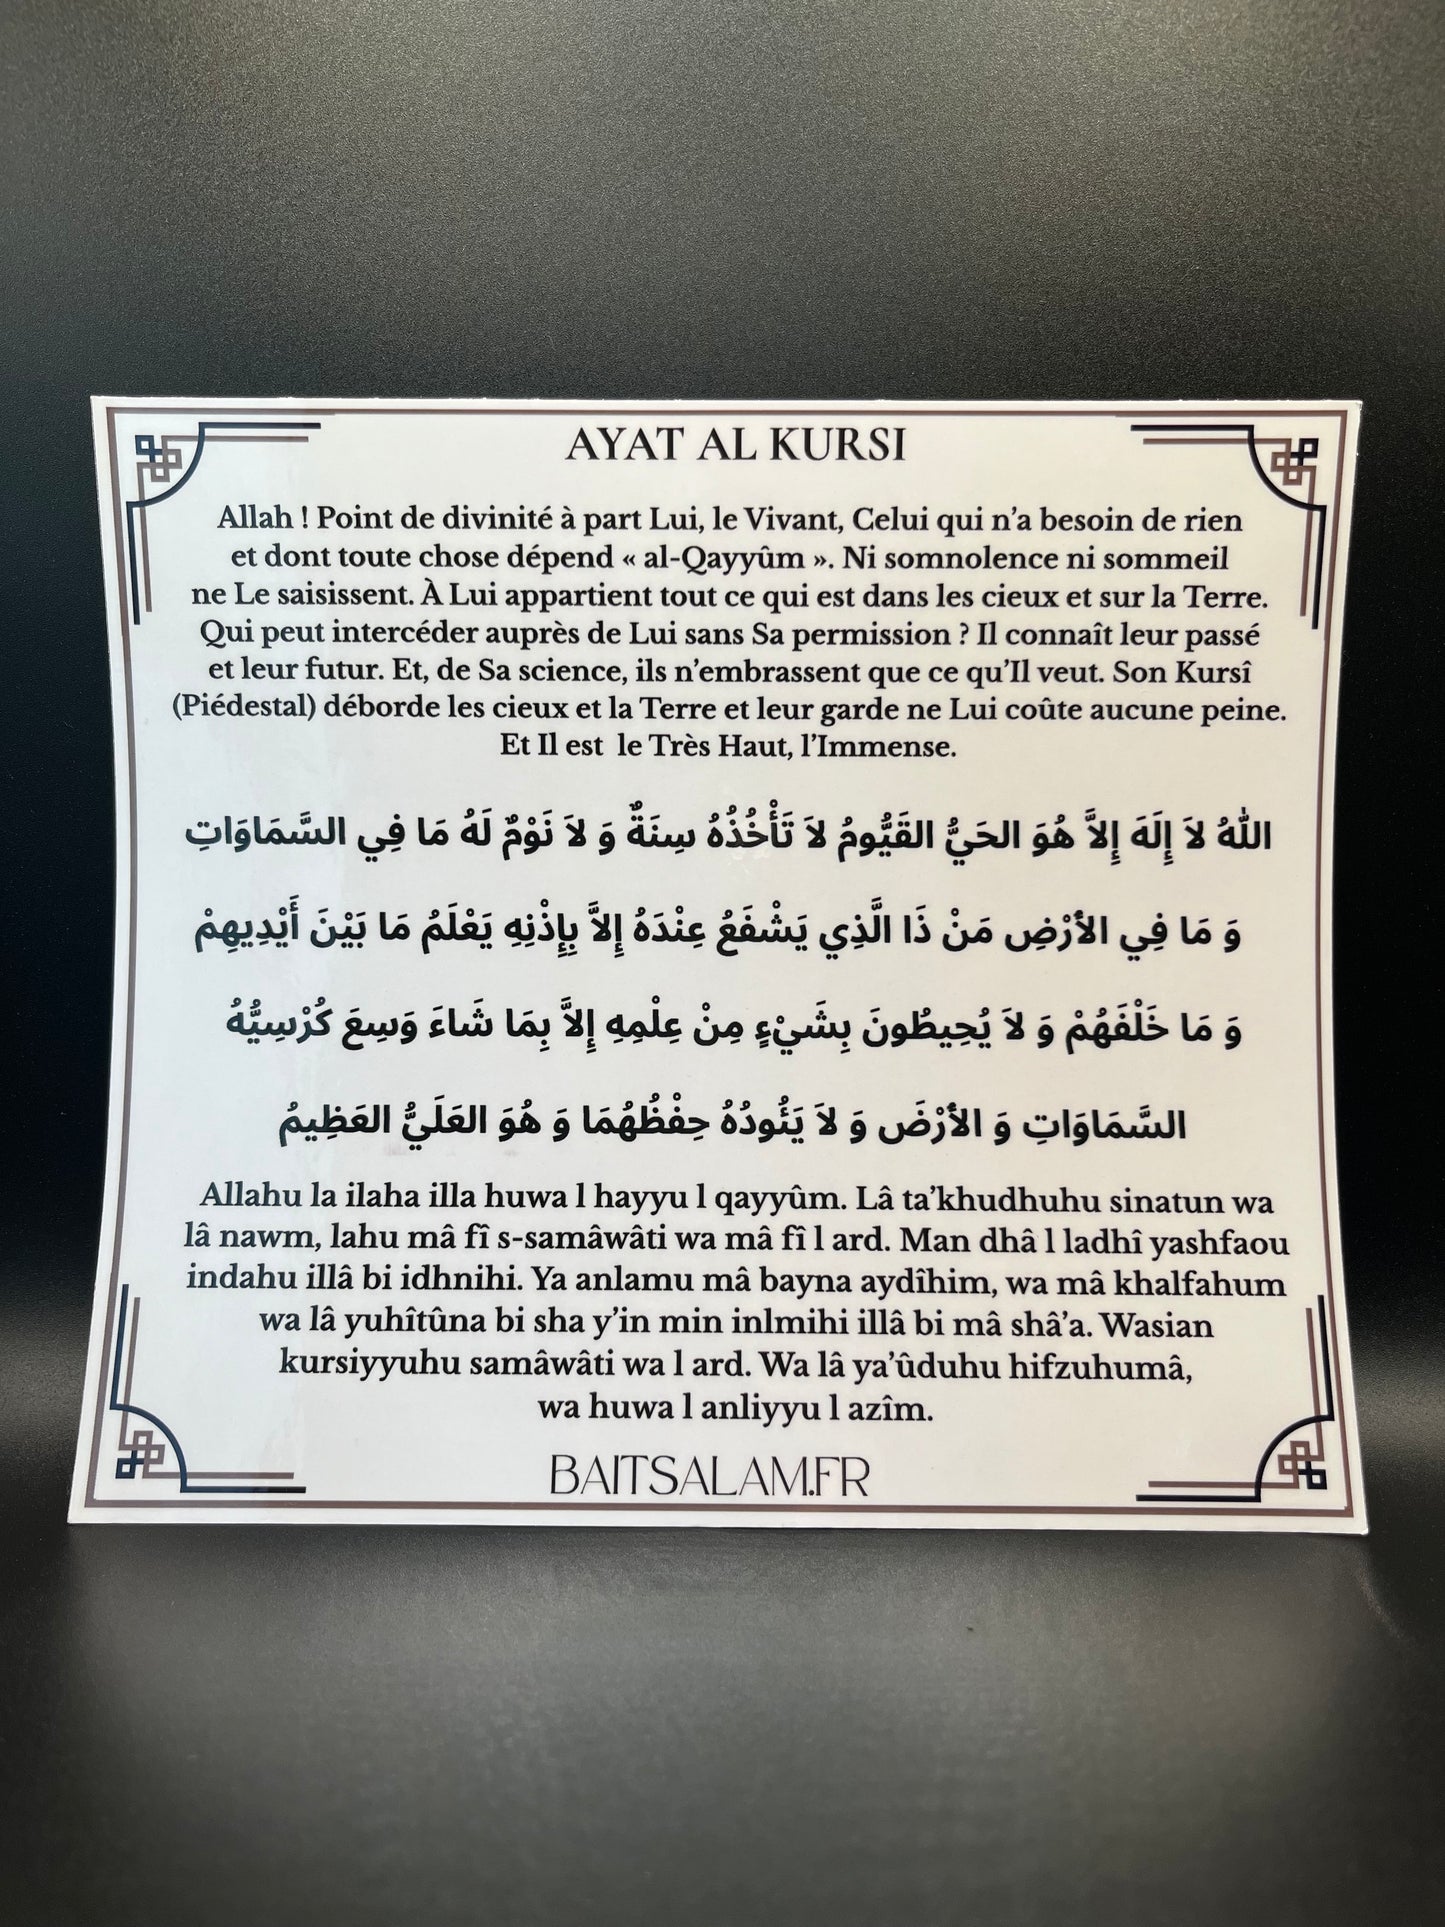 AYAT AL KURSI
Allah ! Point de divinité à part Lui, le Vivant, Celui qui n’a besoin de rien
et dont toute chose dépend « al-Qayyûm ». Ni somnolence ni sommeil
ne Le saisissent. À Lui appartient tout ce qui est dans les cieux et sur la Terre.
Qui peut intercéder auprès de Lui sans Sa permission ? Il connaît leur passé
et leur futur. Et, de Sa science, ils n’embrassent que ce qu’Il veut. Son Kursî
(Piédestal) déborde les cieux et la Terre et leur garde ne Lui coûte aucune peine.
Et Il est le Très Haut, l’Immense.
اللهُ لاَ إِلَهَ إِلاَّ هُوَ الحَيُّ القَيُّومُ لاَ تَأْخُذُهُ سِنَةٌ وَ لاَ نَوْمٌ لَهُ مَا فِي السَّمَاوَاتِ
وَ مَا فِي الأرْضِ مَنْ ذَا الَّذِي يَشْفَعُ عِنْدَهُ إِلاَّ بِإِذْنِهِ يَعْلَمُ مَا بَيْنَ أَيْدِيهِمْ
وَ مَا خَلْفَهُمْ وَ لاَ يُحِيطُونَ بِشَيْءٍ مِنْ عِلْمِهِ إِلاَّ بِمَا شَاءَ وَسِعَ كُرْسِيُّهُ
السَّمَاوَاتِ وَ الأرْضَ وَ لاَ يَئُودُهُ حِفْظُهُمَا وَ هُوَ العَلَيُّ العَظِيمُ
Allahu la ilaha illa huwa l hayyu l qayyûm. Lâ ta’khudhuhu sinatun wa
lâ nawm, lahu mâ fî s-samâwâti wa mâ fî l ard. Man dhâ l ladhî yashfaou
indahu illâ bi idhnihi. Ya anlamu mâ bayna aydîhim, wa mâ khalfahum
wa lâ yuhîtûna bi sha y’in min inlmihi illâ bi mâ shâ’a. Wasian
kursiyyuhu samâwâti wa l ard. Wa lâ ya’ûduhu hifzuhumâ,
wa huwa l anliyyu l azîm.
BAITSALAM.FR